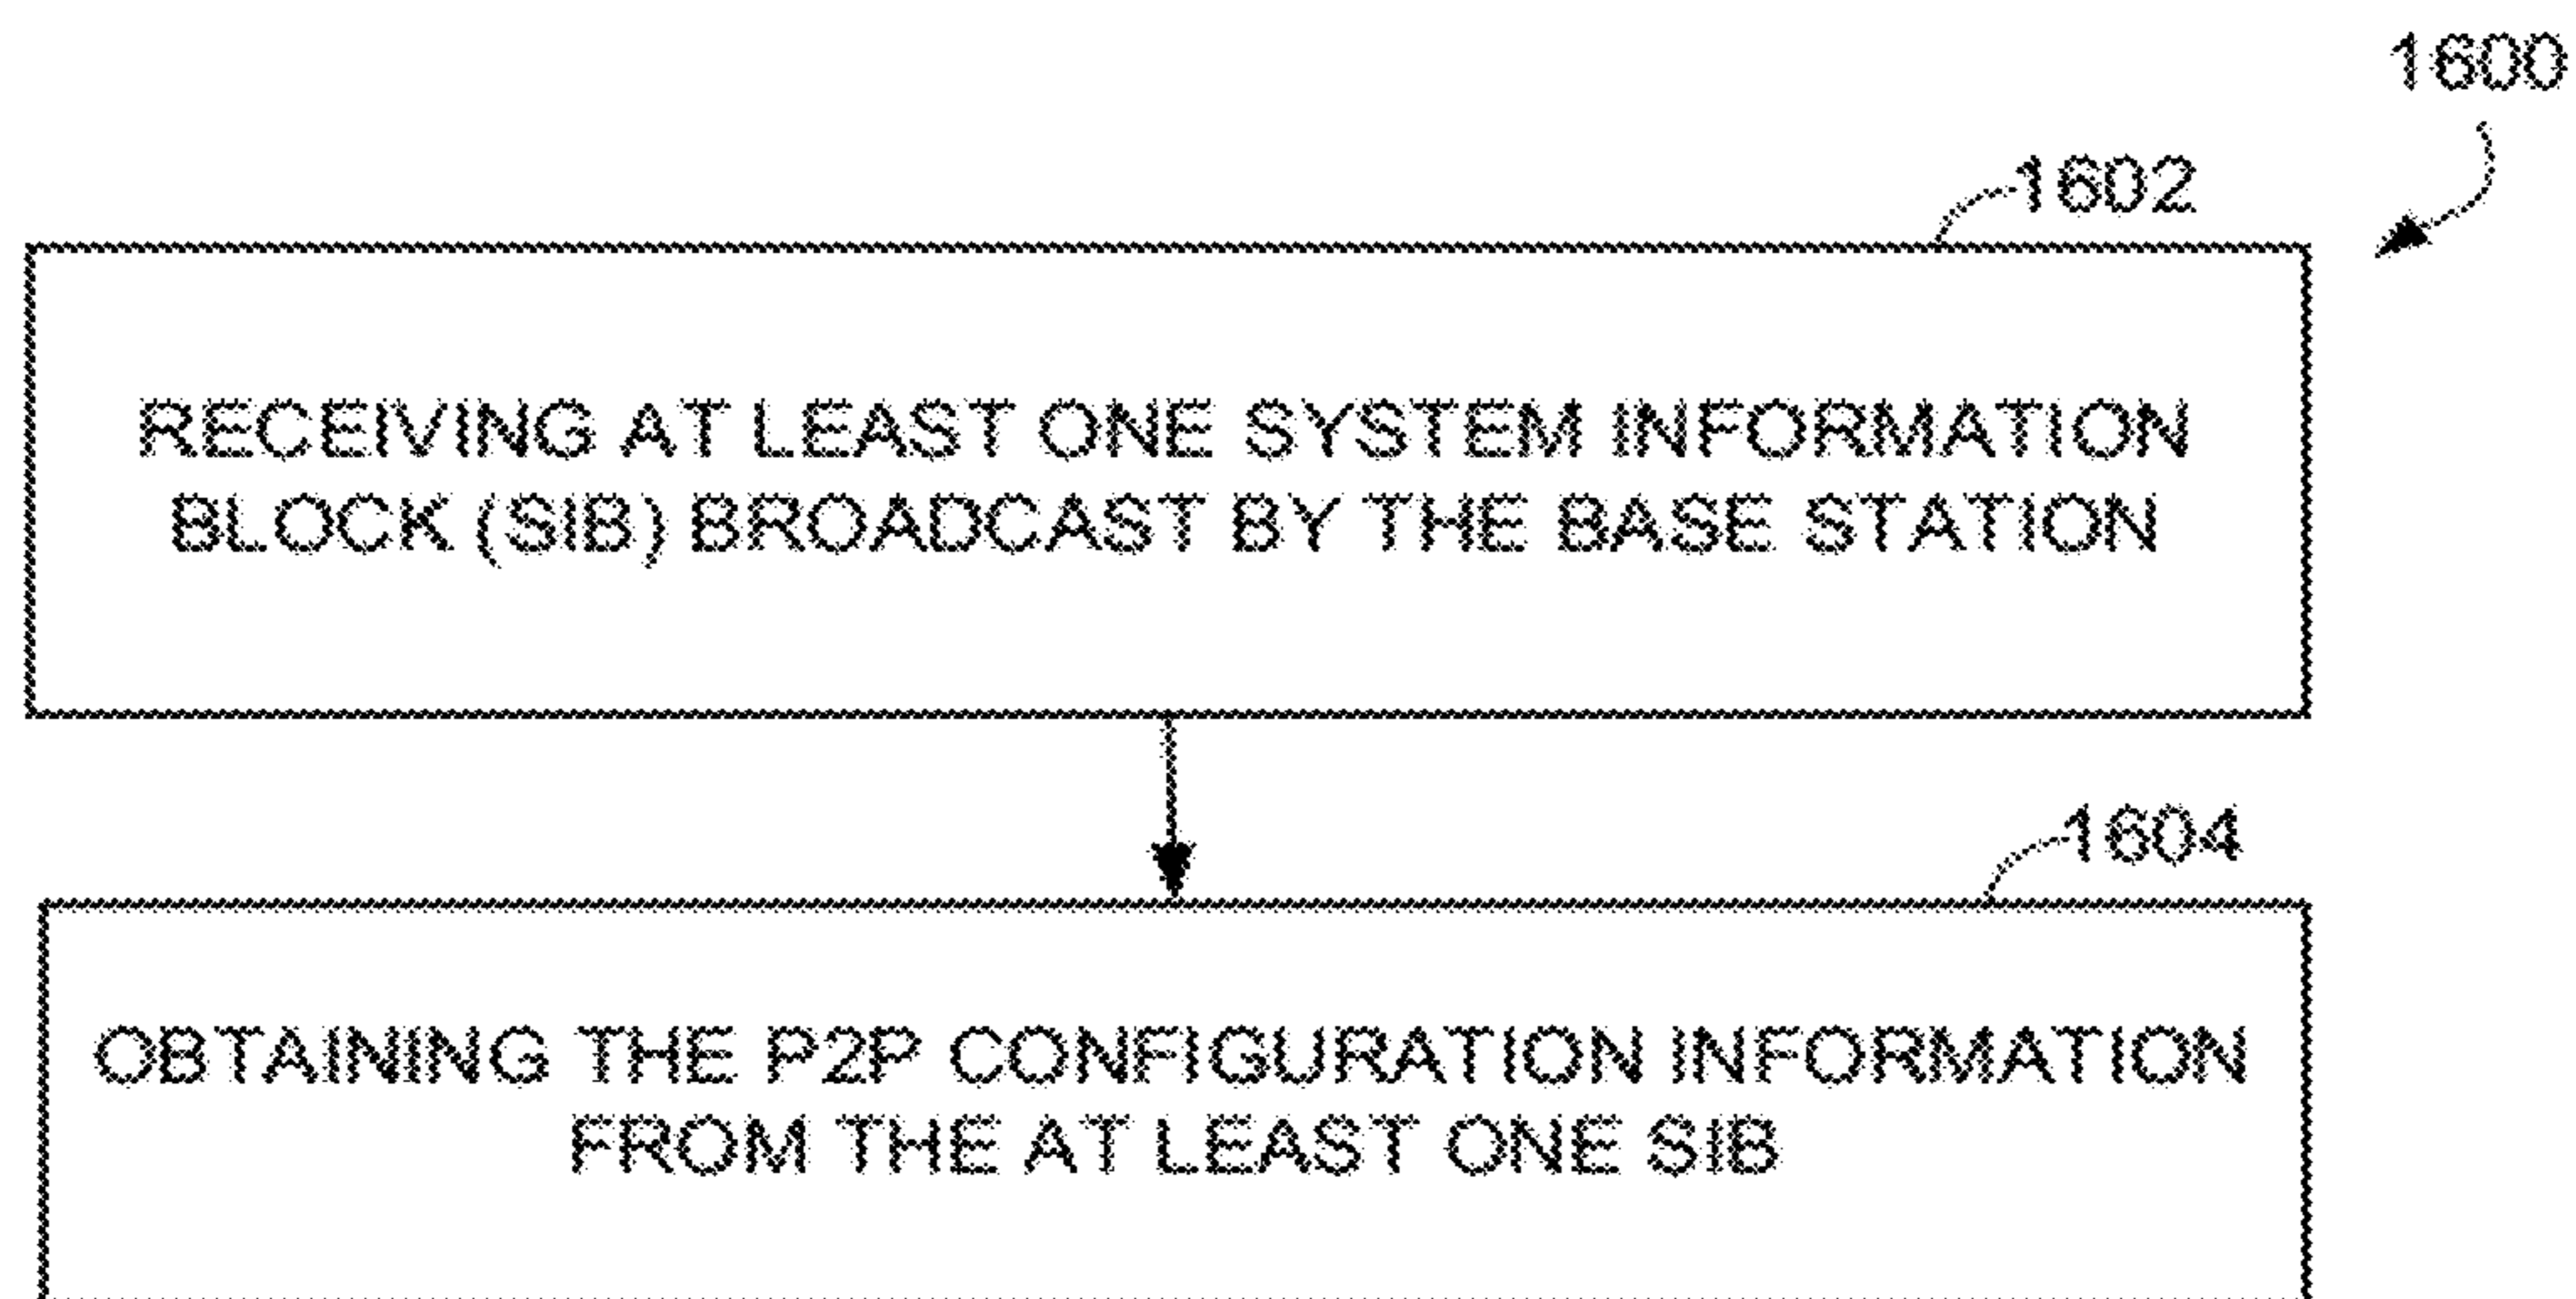 1600
1602
RECEIVING AT LEAST ONE SYSTEM INFORMATION
BLOCK (SIB) BROADCAST BY THE BASE STATION
1604
OBTAINING THE P2P CONFIGURATION INFORMATION
FROM THE AT LEAST ONE SIB